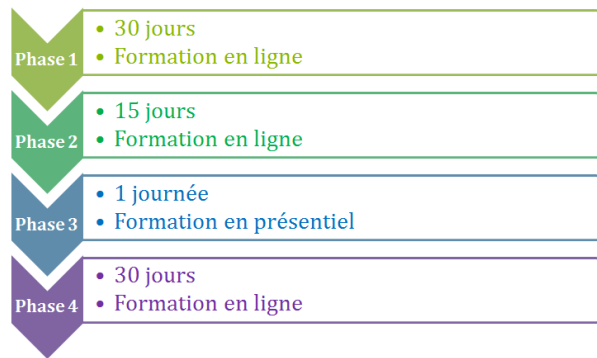 Phase 1
• 30 jours
• Formation en ligne
Phase 2
• 15 jours
• Formation en ligne
Phase 3
• 1 journée
• Formation en présentiel
Phase 4
• 30 jours
• Formation en ligne